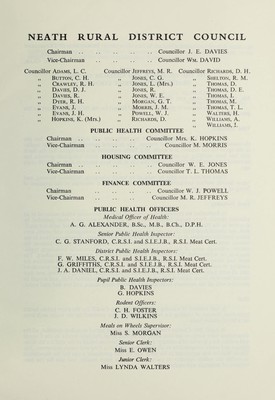 NEATH RURAL DISTRICT COUNCIL
Chairman .. .. .. .. .. Councillor J. E. DAVIES
Vice-Chairman .. .. .. .. Councillor WM. DAVID
Councillor ADAMS, L. C. Councillor JEFFREYS, M. R. Councillor RICHARDS, D. H.
„ BUTTON, C. H. „ JONES, C. G. „ SHELTON, B. M.
„ CRAWLEY, R. H. „ JONES, L. (Mrs.) „ THOMAS, D.
„ DAVIES, D. J. „ JONES, R. „ THOMAS, D. E.
„ DAVIES, R. „ JONES, W. E. „ THOMAS, I.
„ DYER, R. H. „ MORGAN, G. T. „ THOMAS, M.
„ EVANS, J. „ MORRIS, J. M. „ THOMAS, T. L.
„ EVANS, J. H. „ POWELL, W. J. „ WALTERS, H.
„ HOPKINS, K. (Mrs.) „ RICHARDS, D. „ WILLIAMS, A.
„ WILLIAMS, I.
PUBLIC HEALTH COMMITTEE
Chairman .. .. .. .. Councillor Mrs. K. HOPKINS
Vice-Chairman .. .. .. .. Councillor M. MORRIS
HOUSING COMMITTEE
Chairman .. .. .. .. Councillor W. E. JONES
Vice-Chairman .. .. .. .. Councillor T. L. THOMAS
FINANCE COMMITTEE
Chairman .. .. .. .. Councillor W. J. POWELL
Vice-Chairman .. .. .. Councillor M. R. JEFFREYS
PUBLIC HEALTH OFFICERS
Medical Officer of Health:
A. G. ALEXANDER, B.Sc., M.B., B.Ch., D.P.H.
Senior Public Health Inspector:
C. G. STANFORD, C.R.S.I. and S.I.E.J.B., R.S.I. Meat Cert.
District Public Health Inspectors:
F. W. MILES, C.R.S.I. and S.I.E.J.B., R.S.I. Meat Cert.
G. GRIFFITHS, C.R.S.I. and S.I.E.J.B., R.S.I. Meat Cert.
J. A. DANIEL, C.R.S.I. and S.I.E.J.B., R.S.I. Meat Cert.
Pupil Public Health Inspectors:
B. DAVIES
G. HOPKINS
Rodent Officers:
C. H. FOSTER
J. D. WILKINS
Meals on Wheels Supervisor:
Miss S. MORGAN
Senior Clerk:
Miss E. OWEN
Junior Clerk:
Miss LYNDA WALTERS